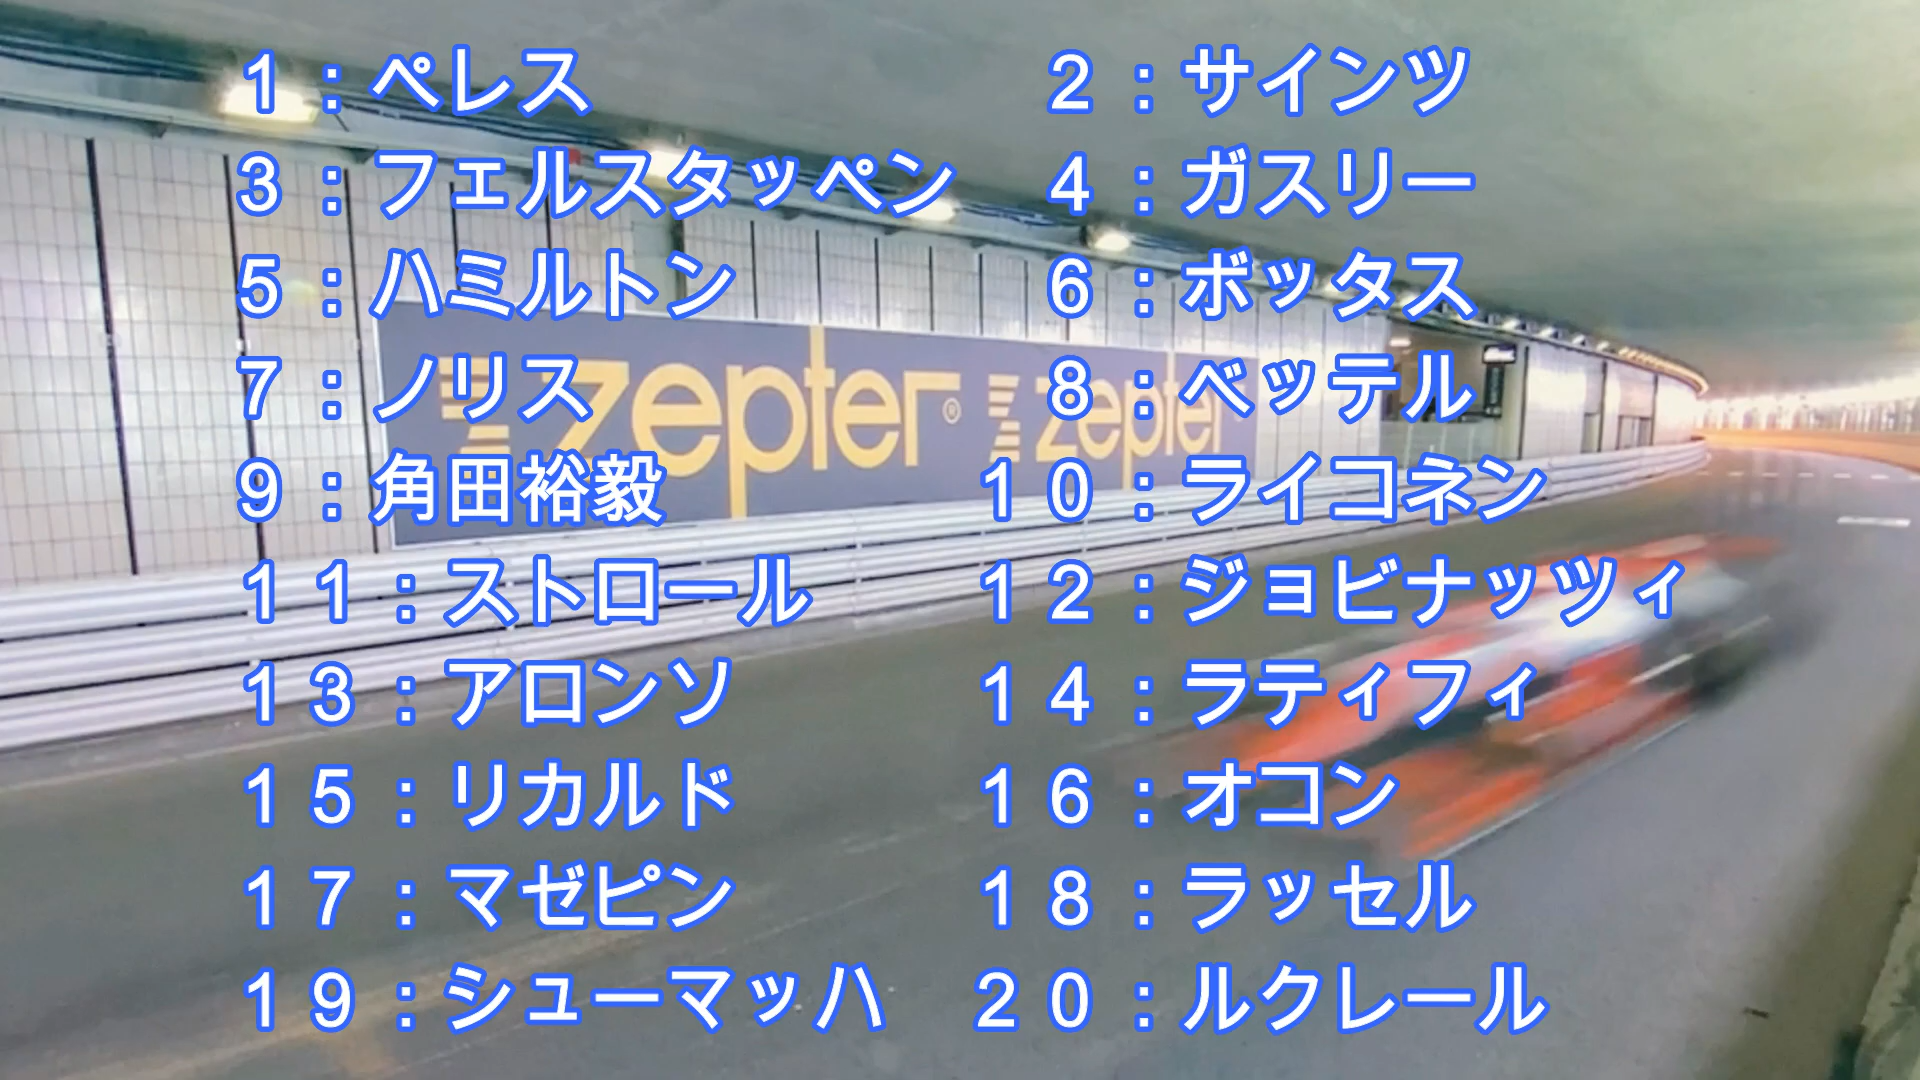 1：ペレス
2：サインツ
3：フェルスタッペン
4：ガスリー
5：ハミルトン
6：ボッタス
7：ノリス
8：ベッテル
9：角田裕毅
10：ライコネン
11：ストロール
12：ジョビナッツィ
13：アロンソ
14：ラティフィ
15：リカルド
16：オコン
17：マゼピン
18：ラッセル
19：シューマッハ
20：ルクレール
zepter® zepter